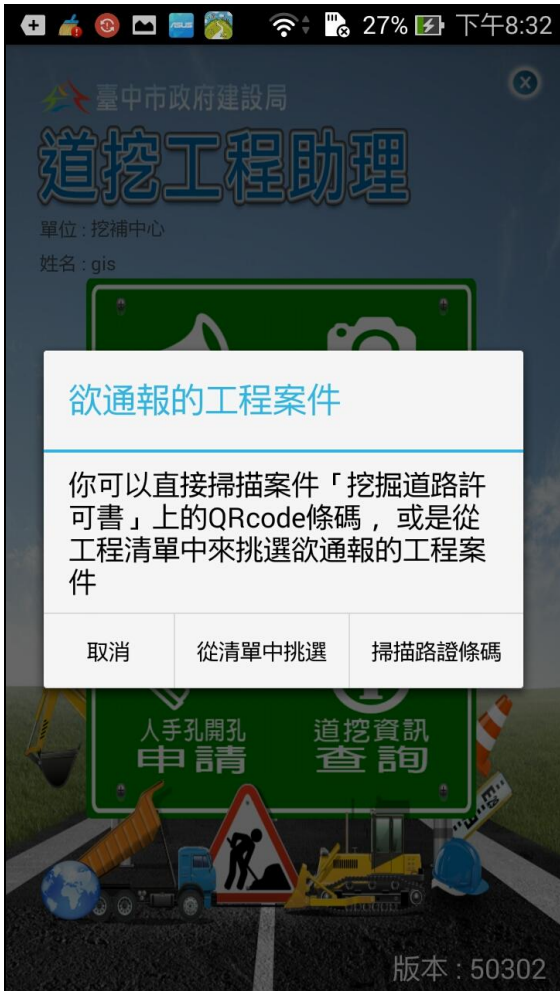 27% 下午8:32
臺中市政府建設局
道挖工程助理
單位 : 挖補中心
姓名 : gis
欲通報的工程案件
你可以直接掃描案件「挖掘道路許
可書」上的QRcode條碼 , 或是從
工程清單中來挑選欲通報的工程案
件
取消 從清單中挑選 掃描路證條碼
人手孔開孔 道挖資訊
申請 查詢
版本 : 50302